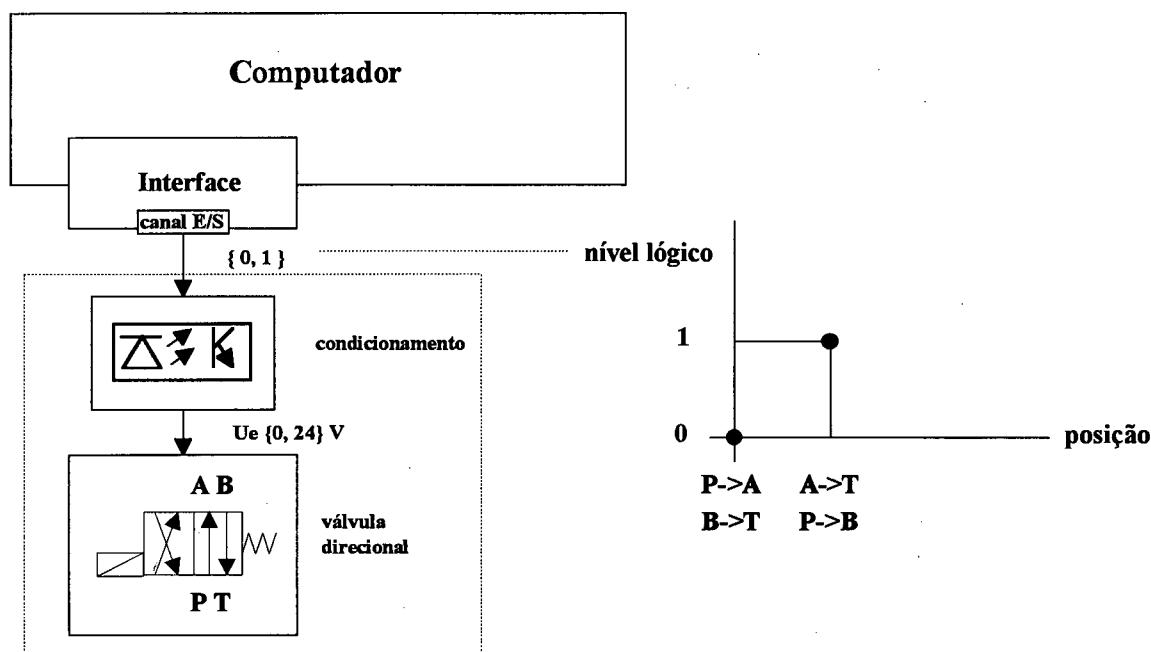 Computador
Interface
canal E/S
{ 0, 1 }
condicionamento
Ue {0, 24} V
A B
válvula
direcional
P T
nível lógico
1
0
posição
P->A A->T
B->T P->B